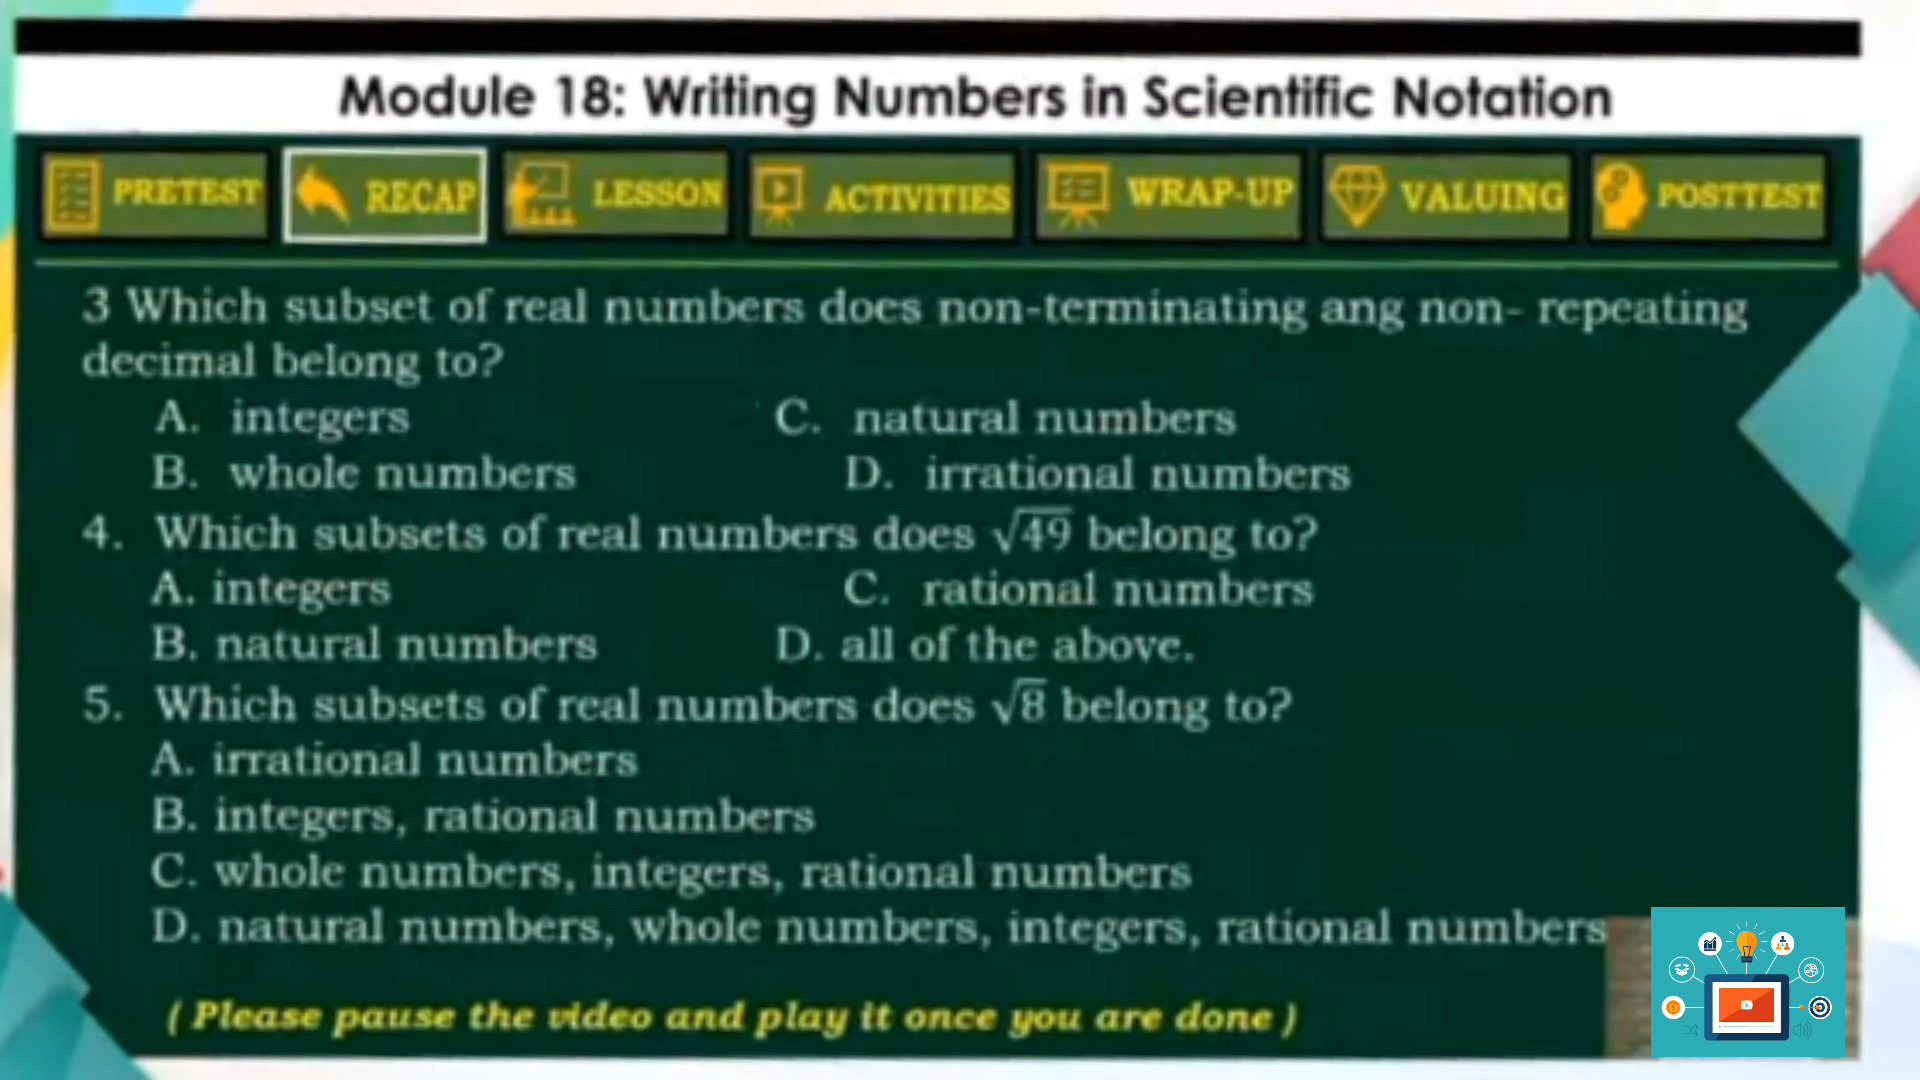 Module 18: Writing Numbers in Scientific Notation
PRETEST RECAP LESSON ACTIVITIES WRAP-UP VALUING POSTTEST
3 Which subset of real numbers does non-terminating ang non- repeating
decimal belong to?
A. integers C. natural numbers
B. whole numbers D. irrational numbers
4. Which subsets of real numbers does √49 belong to?
A. integers C. rational numbers
B. natural numbers D. all of the above.
5. Which subsets of real numbers does √8 belong to?
A. irrational numbers
B. integers, rational numbers
C. whole numbers, integers, rational numbers
D. natural numbers, whole numbers, integers, rational numbers
( Please pause the video and play it once you are done )